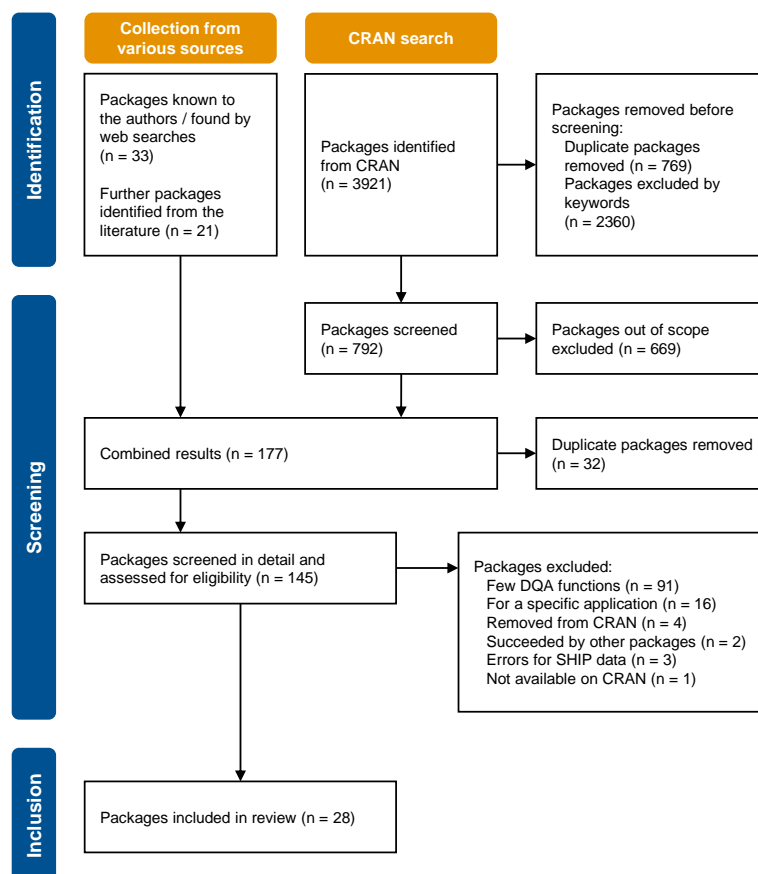 Collection from
various sources
CRAN search
Identification
Packages known to
the authors / found by
web searches
(n = 33)
Further packages
identified from the
literature (n = 21)
Packages identified
from CRAN
(n = 3921)
Packages removed before
screening:
Duplicate packages
removed (n = 769)
Packages excluded by
keywords
(n = 2360)
Screening
Packages screened
(n = 792)
Packages out of scope
excluded (n = 669)
Combined results (n = 177)
Duplicate packages removed
(n = 32)
Packages screened in detail and
assessed for eligibility (n = 145)
Packages excluded:
Few DQA functions (n = 91)
For a specific application (n = 16)
Removed from CRAN (n = 4)
Succeeded by other packages (n = 2)
Errors for SHIP data (n = 3)
Not available on CRAN (n = 1)
Inclusion
Packages included in review (n = 28)